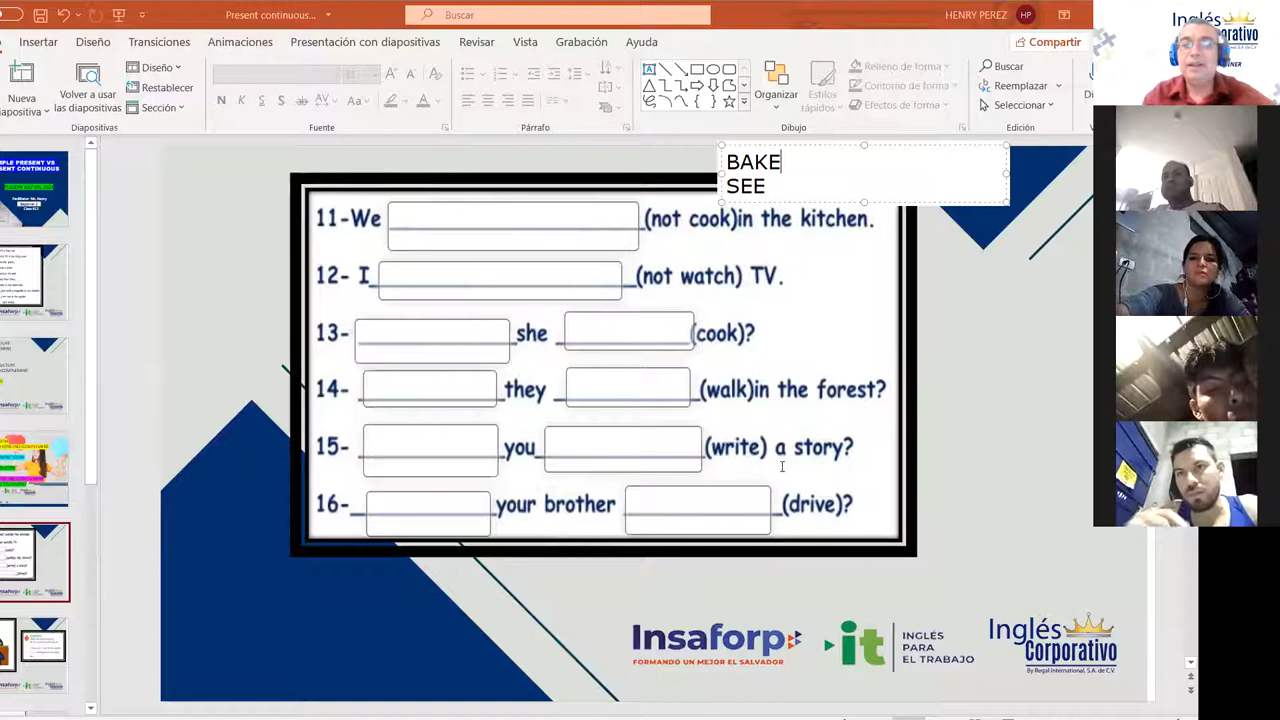 Present continuous...
Buscar
HENRY PEREZ
HP
Insertar
Diseño
Transiciones
Animaciones
Presentación con diapositivas
Revisar
Vista
Grabación
Ayuda
Compartir
Nueva
diapositiva
Volver a usar
las diapositivas
Diseño
Restablecer
Sección
Diapositivas
N
K
S
S
ab
AV
Aa
A
Fuente
Párrafo
Organizar
Estilos
rápidos
Relleno de forma
Contorno de forma
Efectos de forma
Dibujo
Buscar
Reemplazar
Seleccionar
Edición
Inglés
Corporativo
BAKE
SEE
11-We (not cook)in the kitchen.
12- I (not watch) TV.
13- she (cook)?
14- they (walk)in the forest?
15- you (write) a story?
16- your brother (drive)?
Insaforp
FORMANDO UN MEJOR EL SALVADOR
it
INGLÉS
PARA
EL TRABAJO
Inglés
Corporativo
By Regal International, S.A. de C.V.